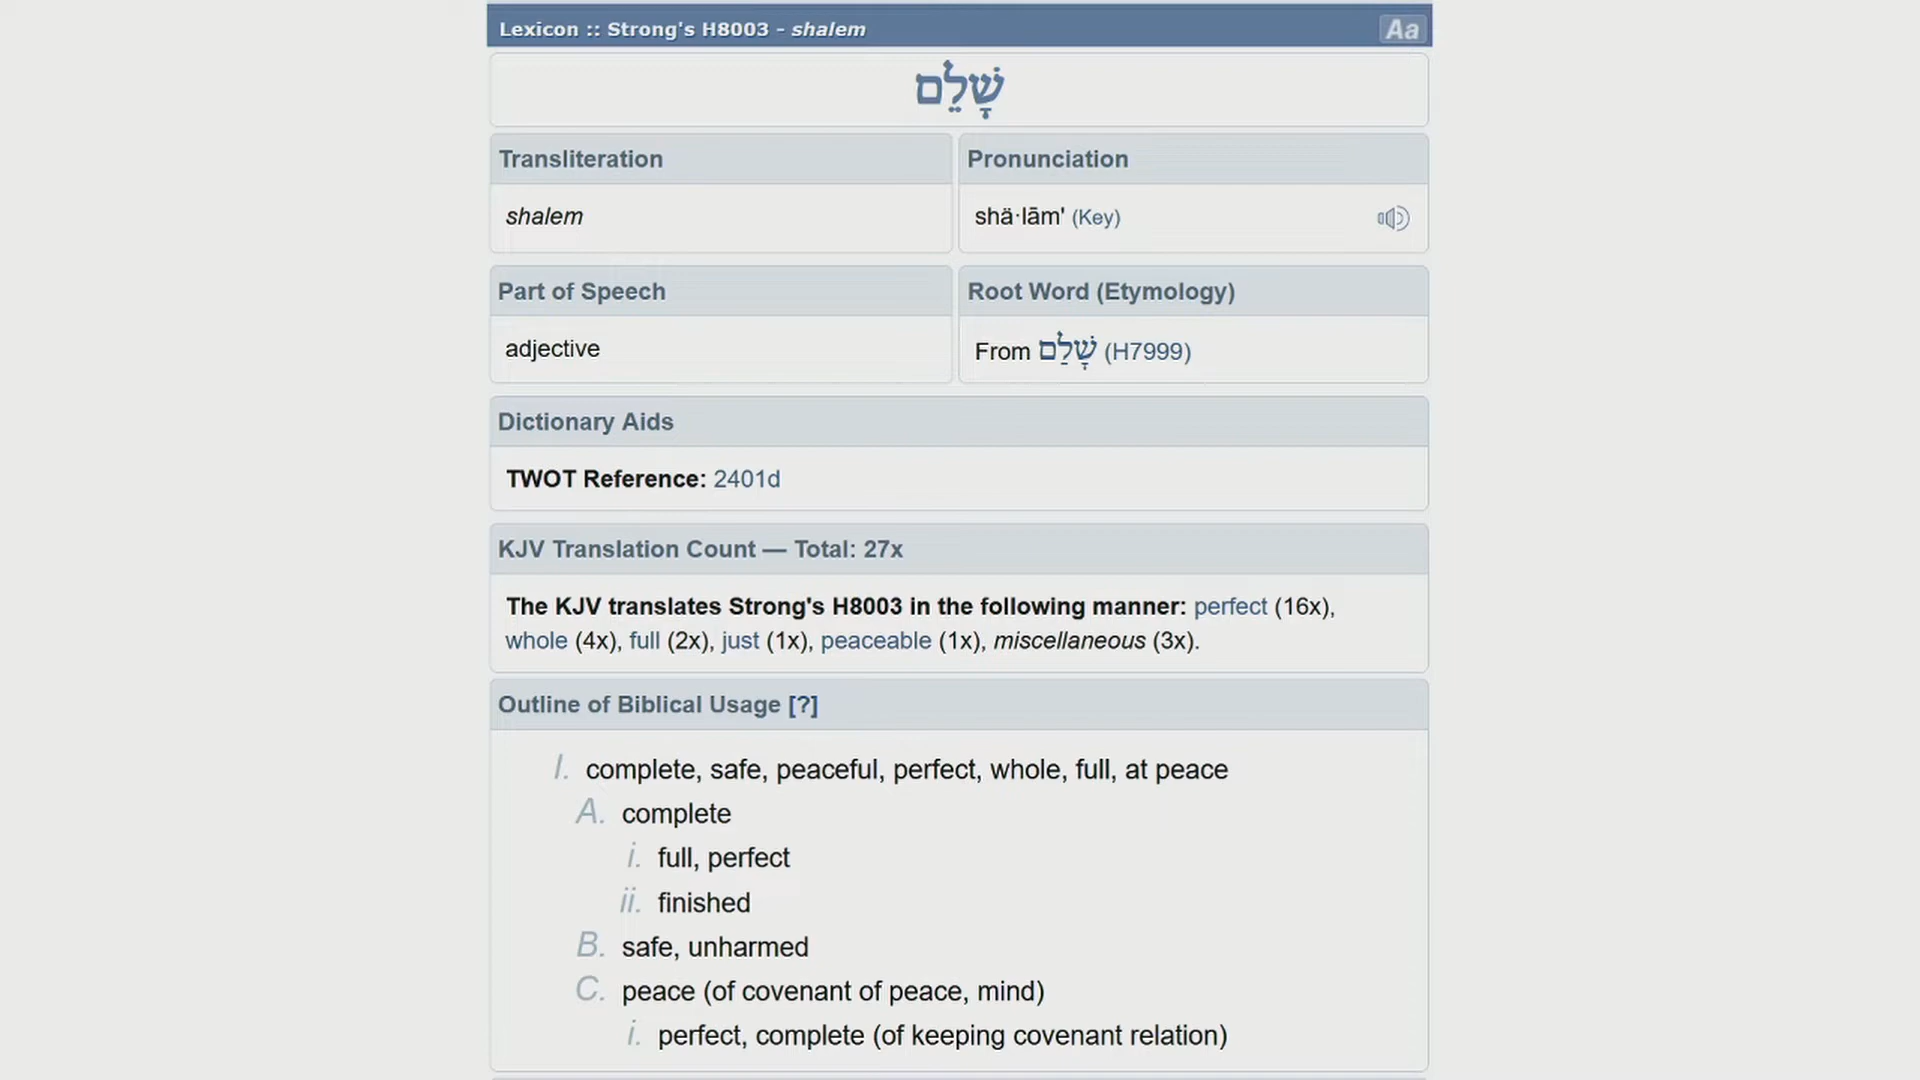 Lexicon :: Strong's H8003 - shalem
Aa
שָׁלֵם
Transliteration
Pronunciation
shalem
shä·lām' (Key)
Part of Speech
Root Word (Etymology)
adjective
From שָׁלַם (H7999)
Dictionary Aids
TWOT Reference: 2401d
KJV Translation Count — Total: 27x
The KJV translates Strong's H8003 in the following manner: perfect (16x),
whole (4x), full (2x), just (1x), peaceable (1x), miscellaneous (3x).
Outline of Biblical Usage [?]
I. complete, safe, peaceful, perfect, whole, full, at peace
A. complete
i. full, perfect
ii. finished
B. safe, unharmed
C. peace (of covenant of peace, mind)
i. perfect, complete (of keeping covenant relation)